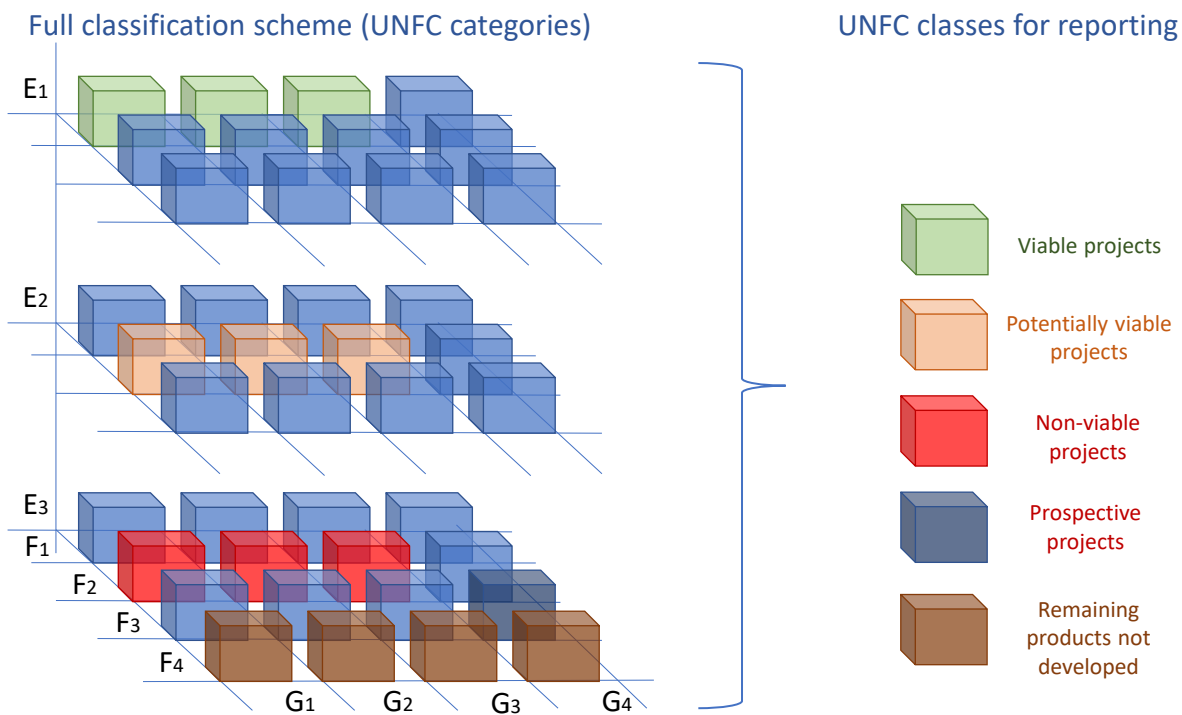 Full classification scheme (UNFC categories)
UNFC classes for reporting
E1
E2
E3
F1
F2
F3
F4
G1
G2
G3
G4
Viable projects
Potentially viable
projects
Non-viable
projects
Prospective
projects
Remaining
products not
developed